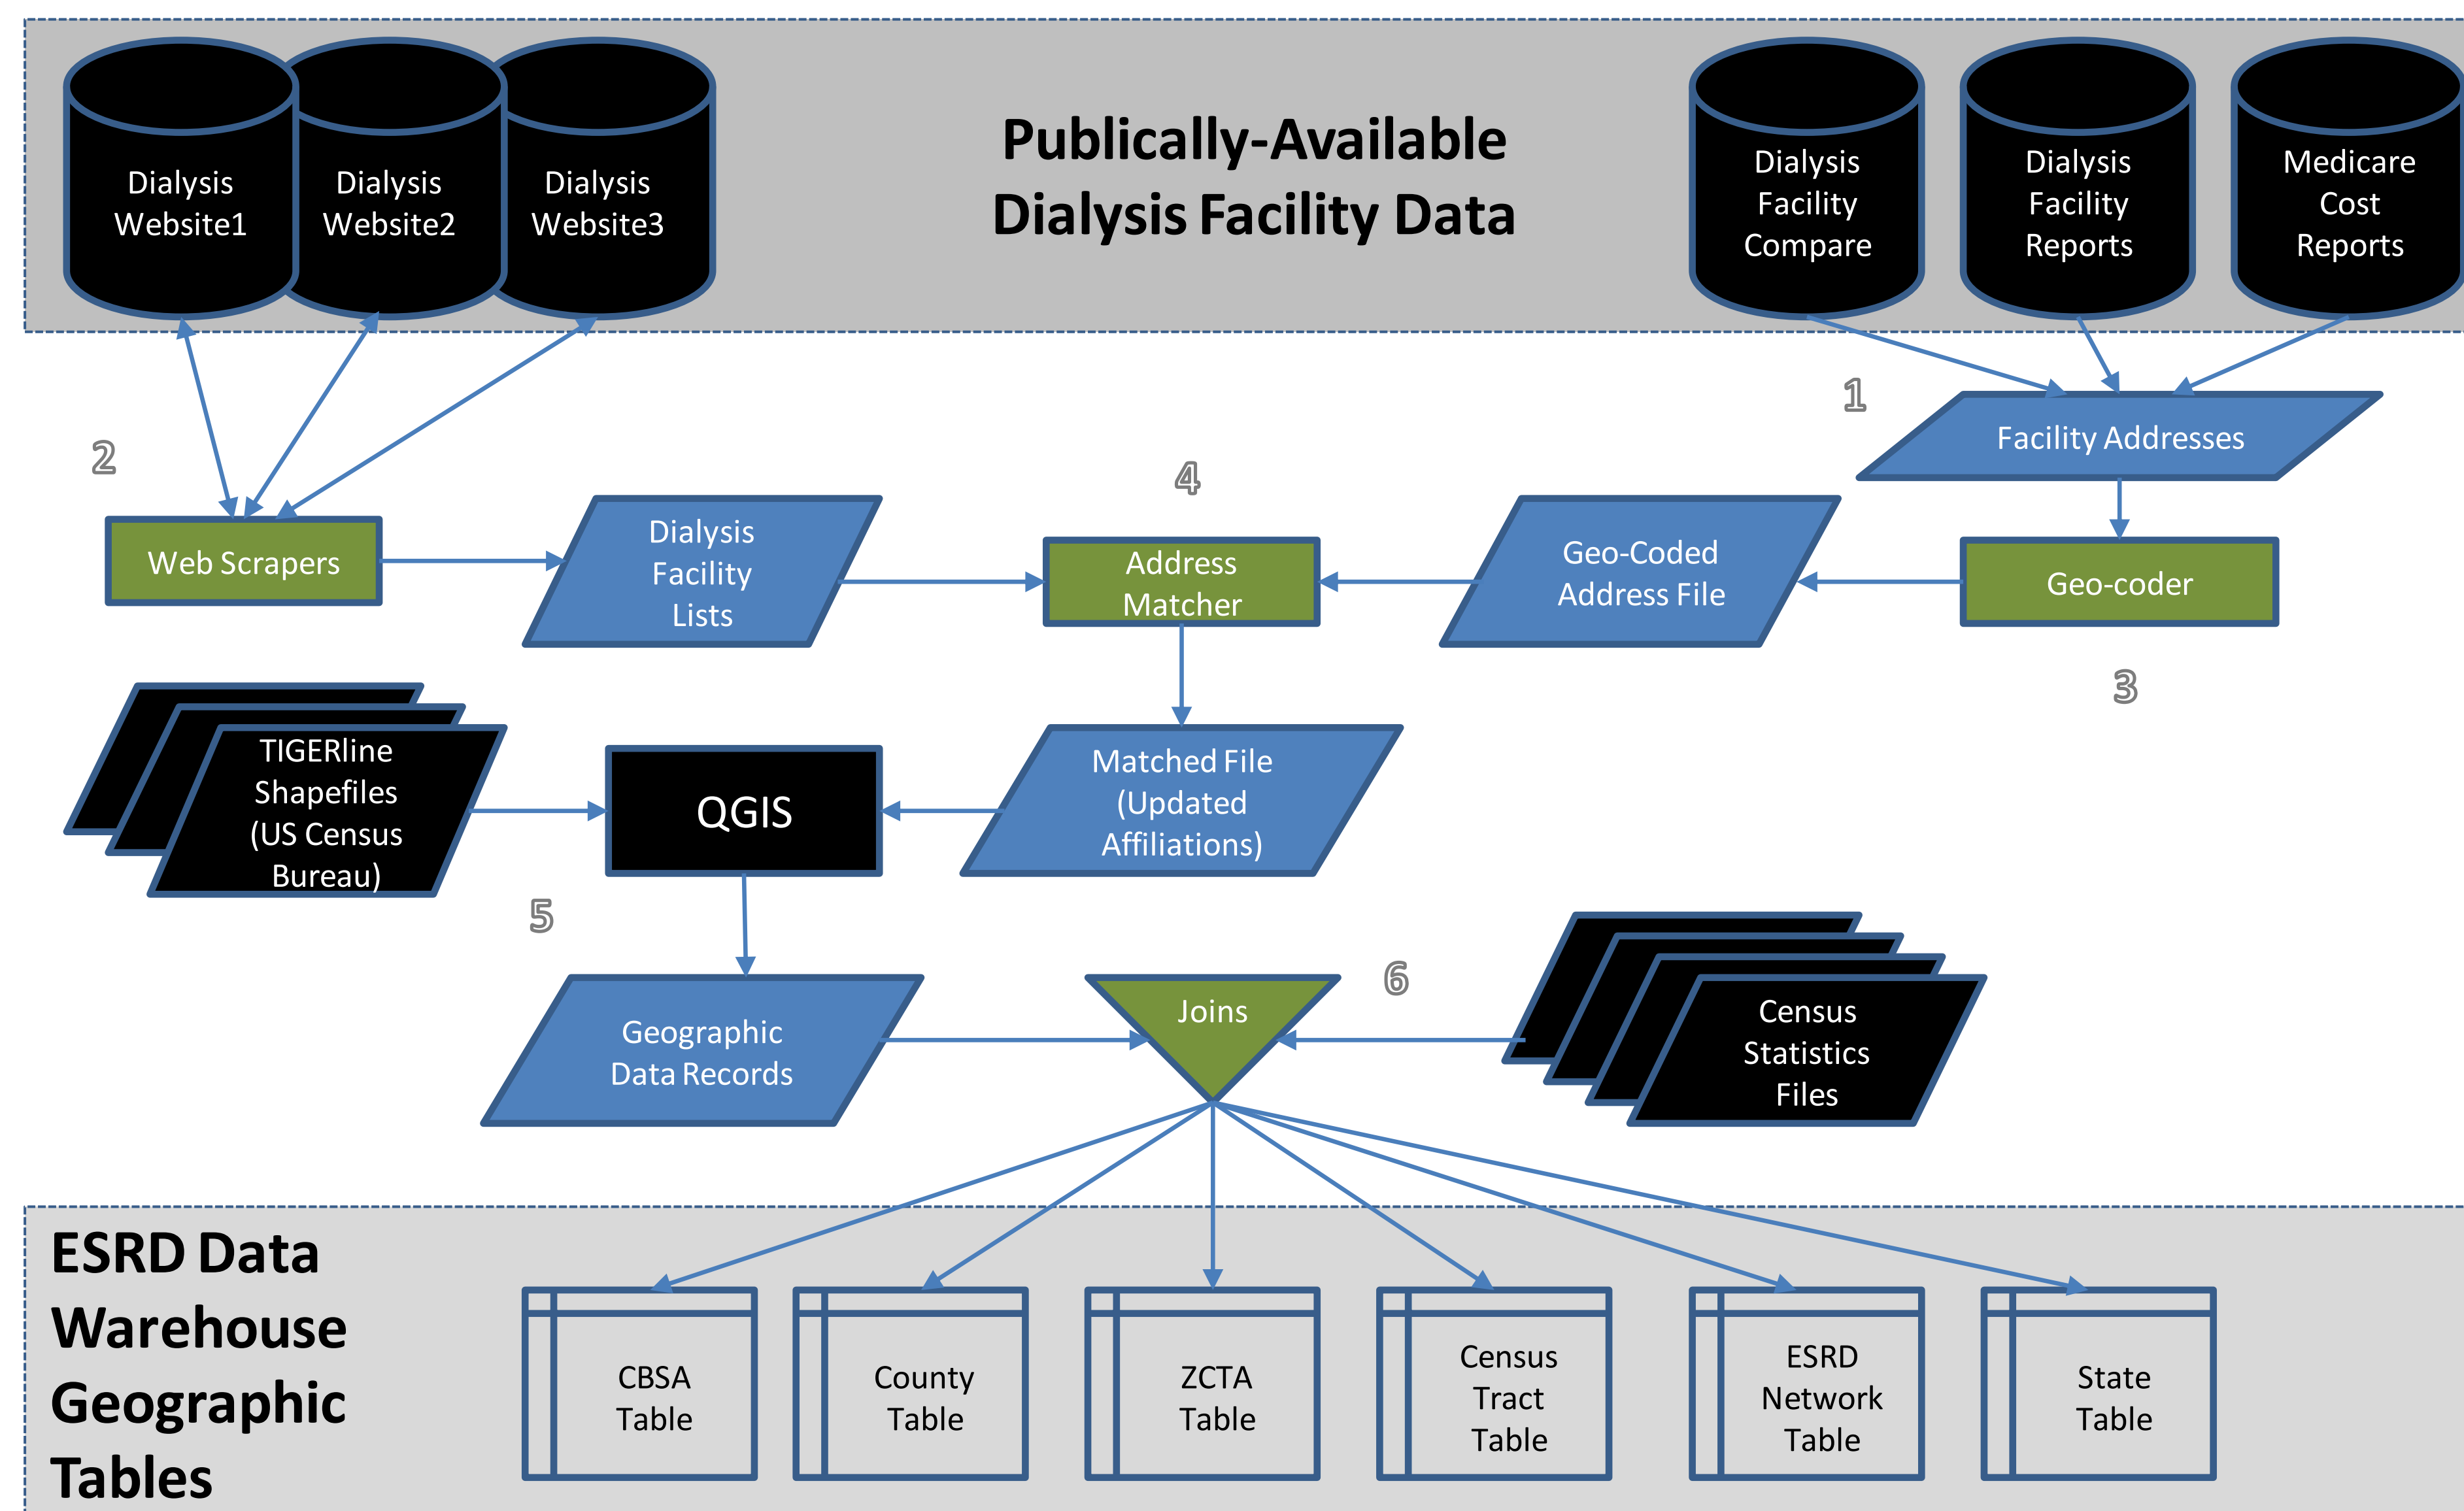 Dialysis
Website1
Dialysis
Website2
Dialysis
Website3
Publically-Available
Dialysis Facility Data
Dialysis
Facility
Compare
Dialysis
Facility
Reports
Medicare
Cost
Reports
1
Facility Addresses
2
Web Scrapers
Dialysis
Facility
Lists
4
Address
Matcher
Geo-Coded
Address File
Geo-coder
3
TIGERline
Shapefiles
(US Census
Bureau)
QGIS
Matched File
(Updated
Affiliations)
5
Geographic
Data Records
Joins
6
Census
Statistics
Files
ESRD Data
Warehouse
Geographic
Tables
CBSA
Table
County
Table
ZCTA
Table
Census
Tract
Table
ESRD
Network
Table
State
Table